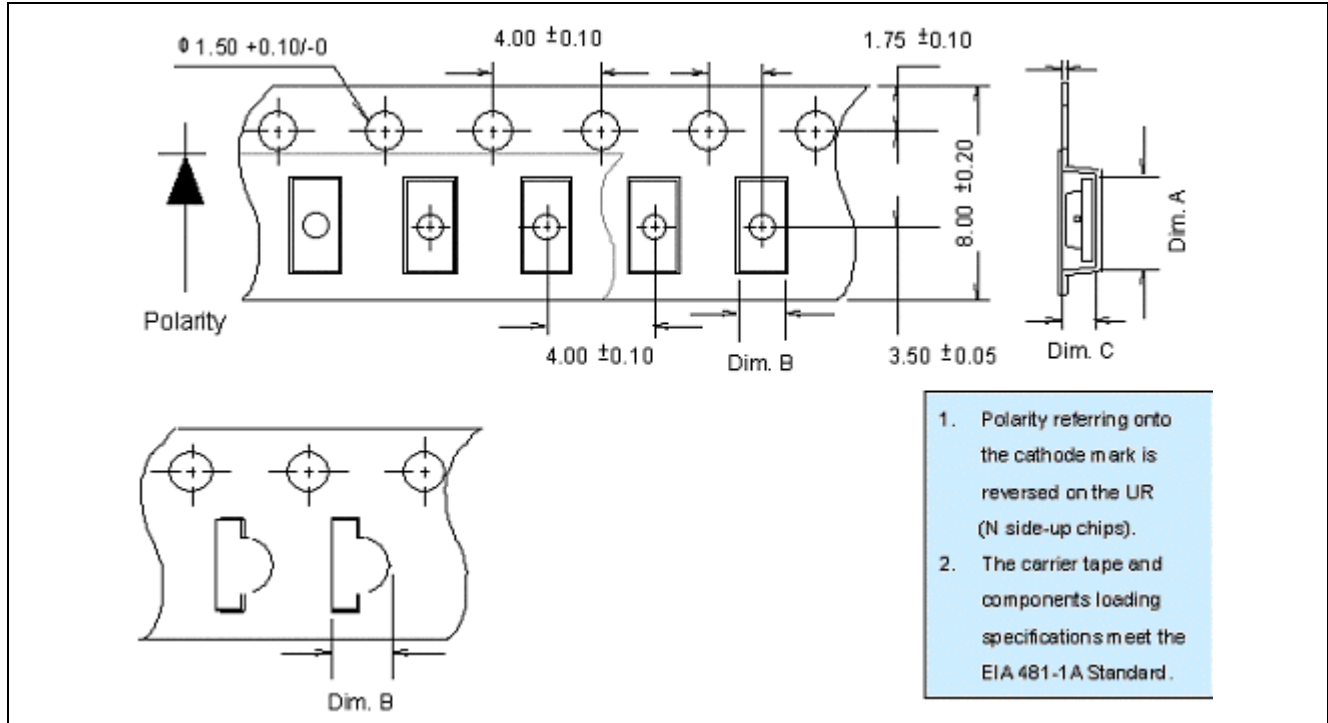 Φ 1.50 +0.10/-0
4.00 ±0.10
1.75 ±0.10
8.00 ±0.20
Dim. A
Polarity
4.00 ±0.10
Dim. B
3.50 ±0.05
Dim. C
1. Polarity referring onto
the cathode mark is
reversed on the UR
(N side-up chips).
2. The carrier tape and
components loading
specifications meet the
EIA 481-1A Standard.
Dim. B